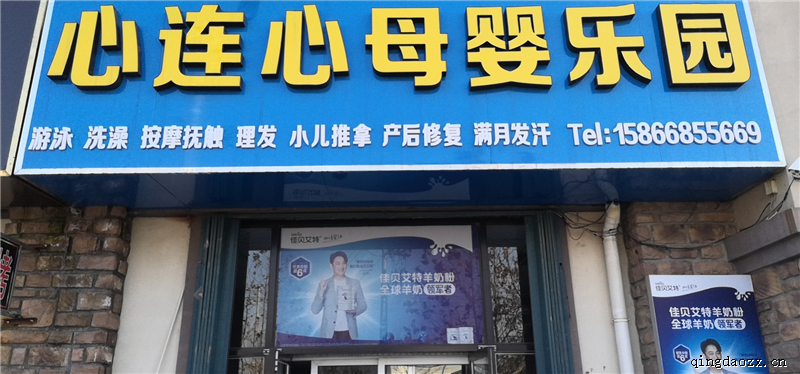 心连心母婴乐园
游泳 洗澡 按摩抚触 理发 小儿推拿 产后修复 满月发汗 Tel:15866855669
佳贝艾特
佳贝艾特羊奶粉
全球羊奶 领军者
佳贝艾特
佳贝艾特羊奶粉
全球羊奶 领军者
qingdaozz.cn